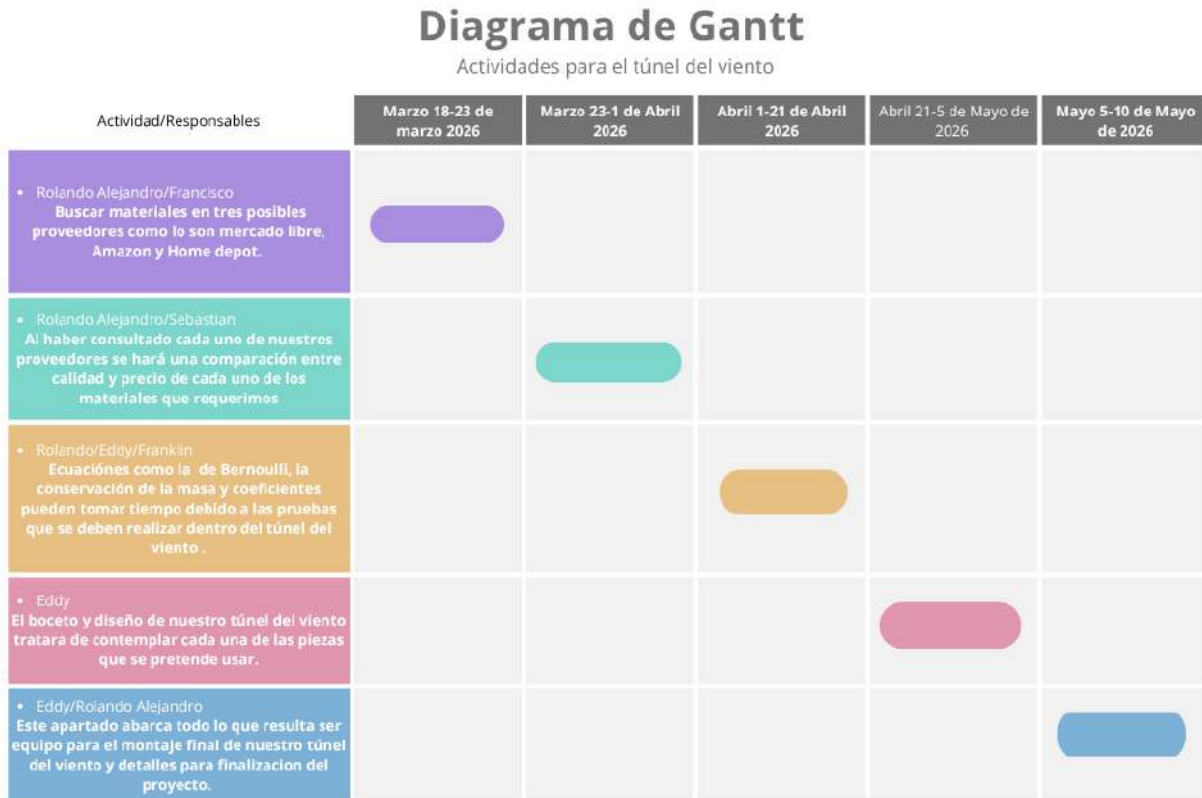 Diagrama de Gantt
Actividades para el túnel del viento
Actividad/Responsables
Marzo 18-23 de
marzo 2026
Marzo 23-1 de Abril
2026
Abril 1-21 de Abril
2026
Abril 21-5 de Mayo de
2026
Mayo 5-10 de Mayo
de 2026
• Rolando Alejandro/Francisco
Buscar materiales en tres posibles
proveedores como lo son mercado libre,
Amazon y Home depot.
• Rolando Alejandro/Sebastian
Al haber consultado cada uno de nuestros
proveedores se hará una comparación entre
calidad y precio de cada uno de los
materiales que requerimos
• Rolando/Eddy/Franklin
Ecuaciónes como la de Bernoulli, la
conservación de la masa y coeficientes
pueden tomar tiempo debido a las pruebas
que se deben realizar dentro del túnel del
viento .
• Eddy
El boceto y diseño de nuestro túnel del viento
tratara de contemplar cada una de las piezas
que se pretende usar.
• Eddy/Rolando Alejandro
Este apartado abarca todo lo que resulta ser
equipo para el montaje final de nuestro túnel
del viento y detalles para finalizacion del
proyecto.